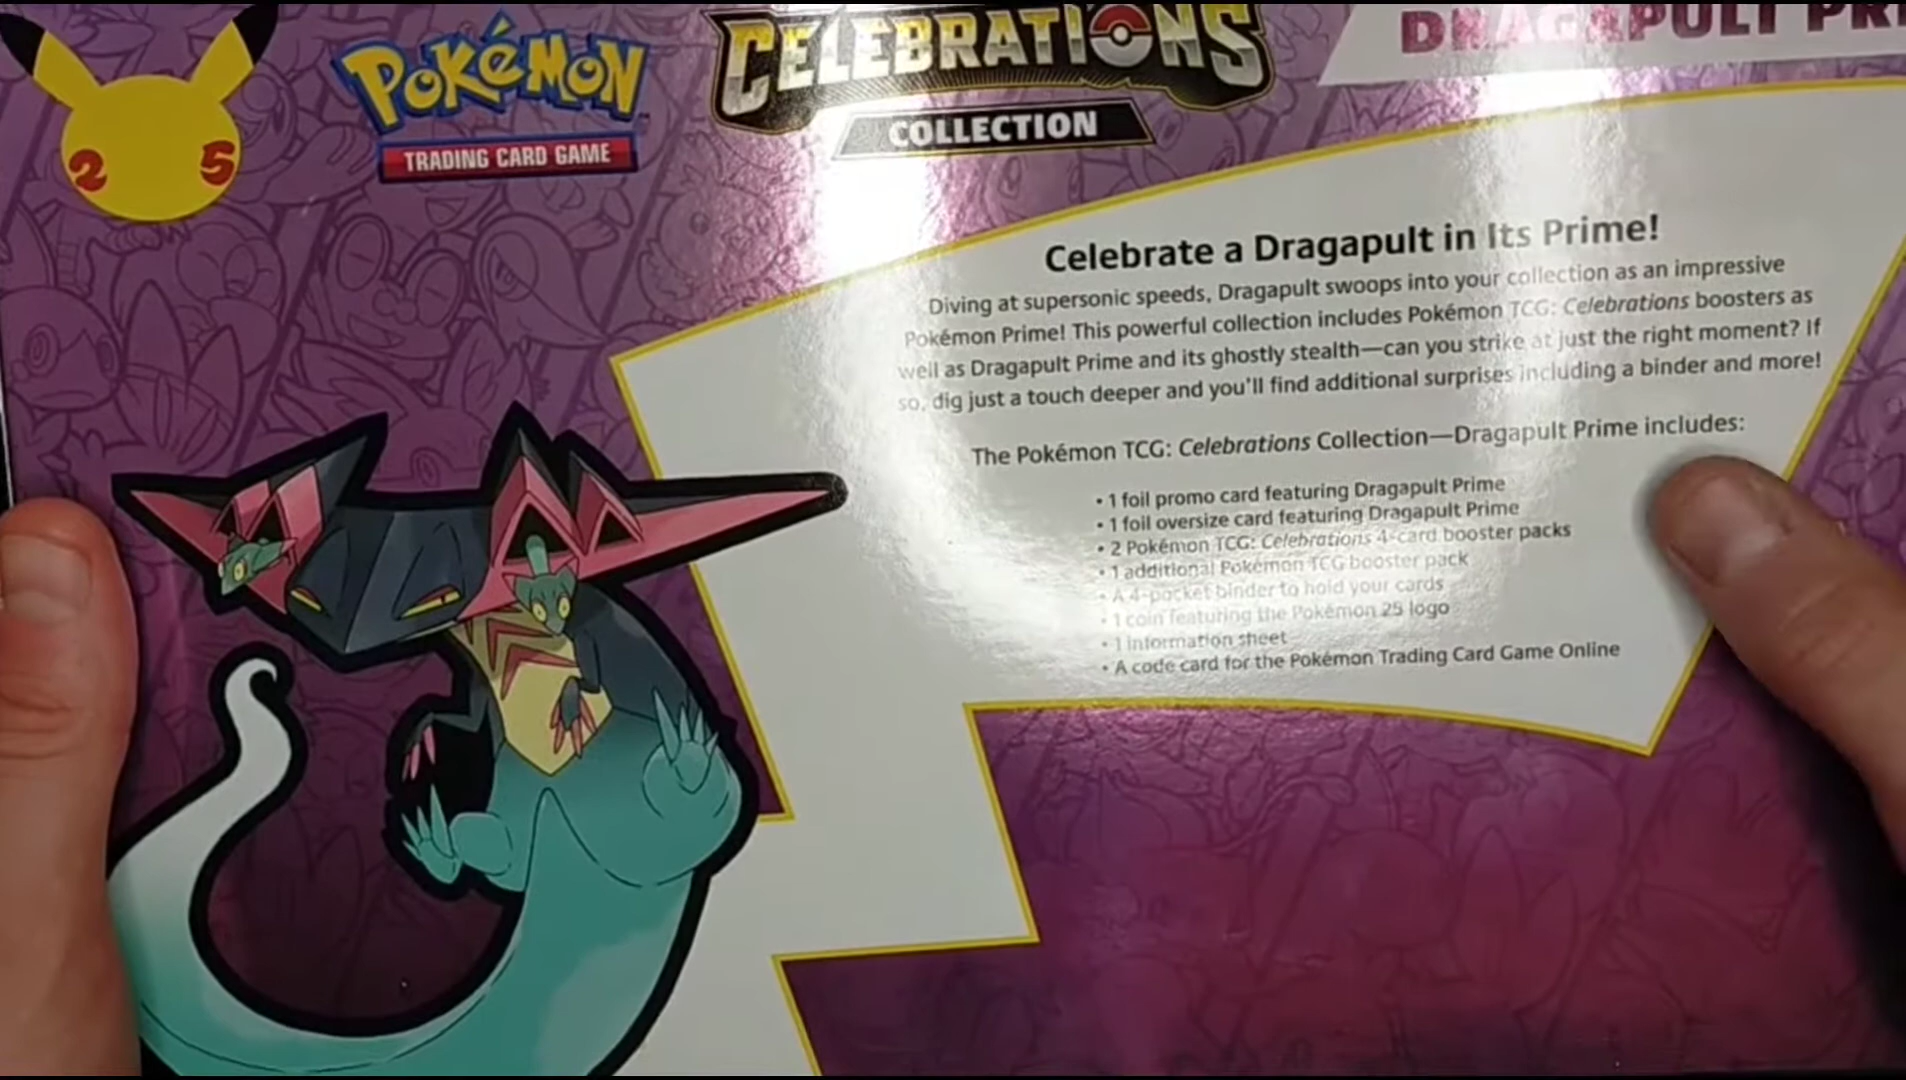 25
POKéMON
TRADING CARD GAME
CELEBRATIONS
COLLECTION
DRAGAPULT PRI
Celebrate a Dragapult in Its Prime!
Diving at supersonic speeds, Dragapult swoops into your collection as an impressive
Pokémon Prime! This powerful collection includes Pokémon TCG: Celebrations boosters as
well as Dragapult Prime and its ghostly stealth—can you strike at just the right moment? If
so, dig just a touch deeper and you'll find additional surprises including a binder and more!
The Pokémon TCG: Celebrations Collection—Dragapult Prime includes:
• 1 foil promo card featuring Dragapult Prime
• 1 foil oversize card featuring Dragapult Prime
• 2 Pokémon TCG: Celebrations 4-card booster packs
• 1 additional Pokémon TCG booster pack
• A 4-pocket binder to hold your cards
• 1 coin featuring the Pokémon 25 logo
• 1 information sheet
• A code card for the Pokémon Trading Card Game Online